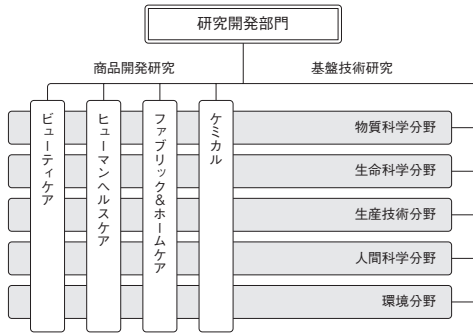 研究開発部門
商品開発研究
基盤技術研究
ビューティケア
ヒューマンヘルスケア
ファブリック&ホームケア
ケミカル
物質科学分野
生命科学分野
生産技術分野
人間科学分野
環境分野